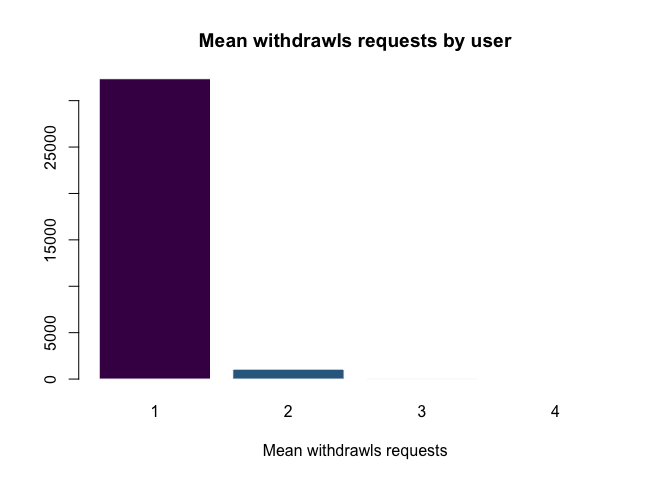 Mean withdrawls requests by user
25000
15000
5000
0
1 2 3 4
Mean withdrawls requests